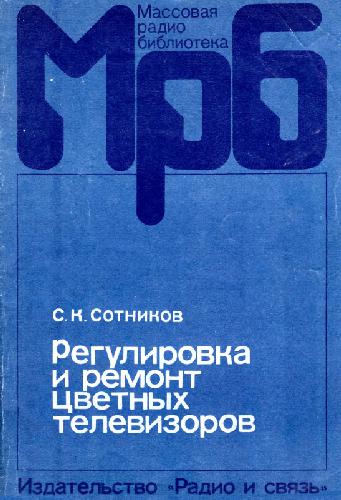 Массовая
радио
библиотека
Мрб
С. К. Сотников
Регулировка
и ремонт
цветных
телевизоров
Издательство «Радио и связь»